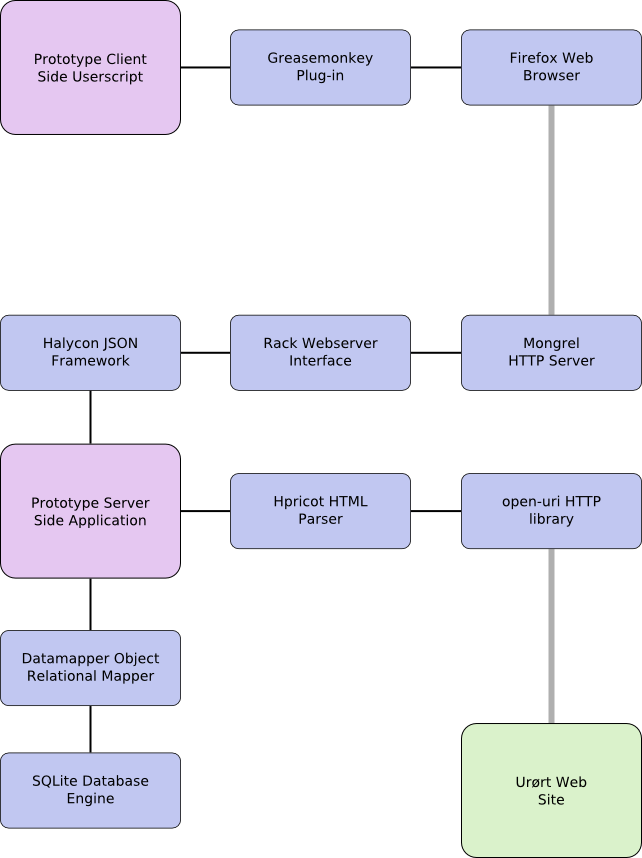 Prototype Client
Side Userscript
Greasemonkey
Plug-in
Firefox Web
Browser
Halycon JSON
Framework
Rack Webserver
Interface
Mongrel
HTTP Server
Prototype Server
Side Application
Hpricot HTML
Parser
open-uri HTTP
library
Datamapper Object
Relational Mapper
SQLite Database
Engine
Urørt Web
Site